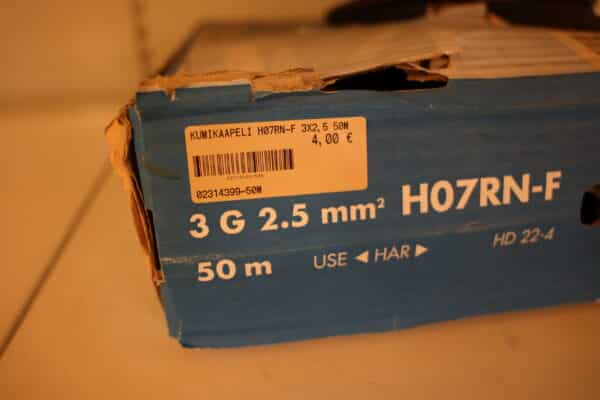 KUMIKAAPELI H07RN-F 3X2,5 50M
4,00 €
02314399-50M
3 G 2.5 mm² H07RN-F
50 m USE ◄ HAR ► HD 22-4